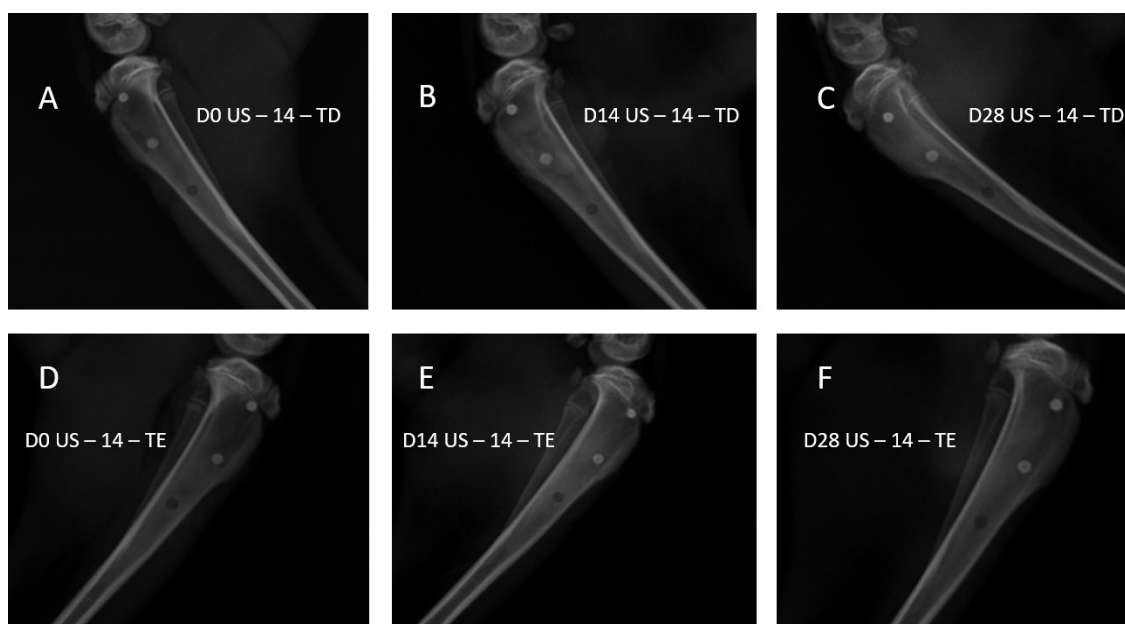 A
D0 US – 14 – TD
B
D14 US – 14 – TD
C
D28 US – 14 – TD
D
D0 US – 14 – TE
E
D14 US – 14 – TE
F
D28 US – 14 – TE